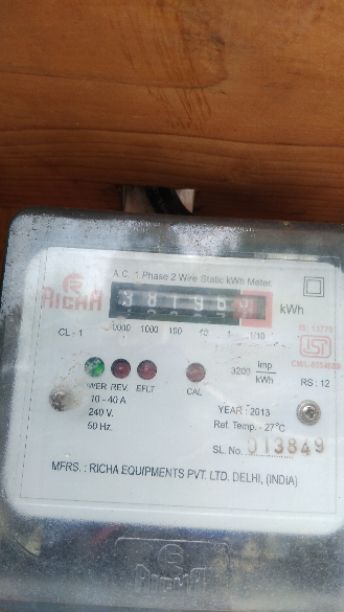 A.C. 1 Phase 2 Wire Static kWh Meter
RICHA
kWh
CL - 1
1000 100 10 1 1/10
3200 imp/kWh
REV. EFLT CAL
RS : 12
10 - 40 A
240 V.
50 Hz.
YEAR : 2013
Ref. Temp. - 27°C
SL. No. 013849
MFRS. : RICHA EQUIPMENTS PVT. LTD. DELHI, (INDIA)
RICHA